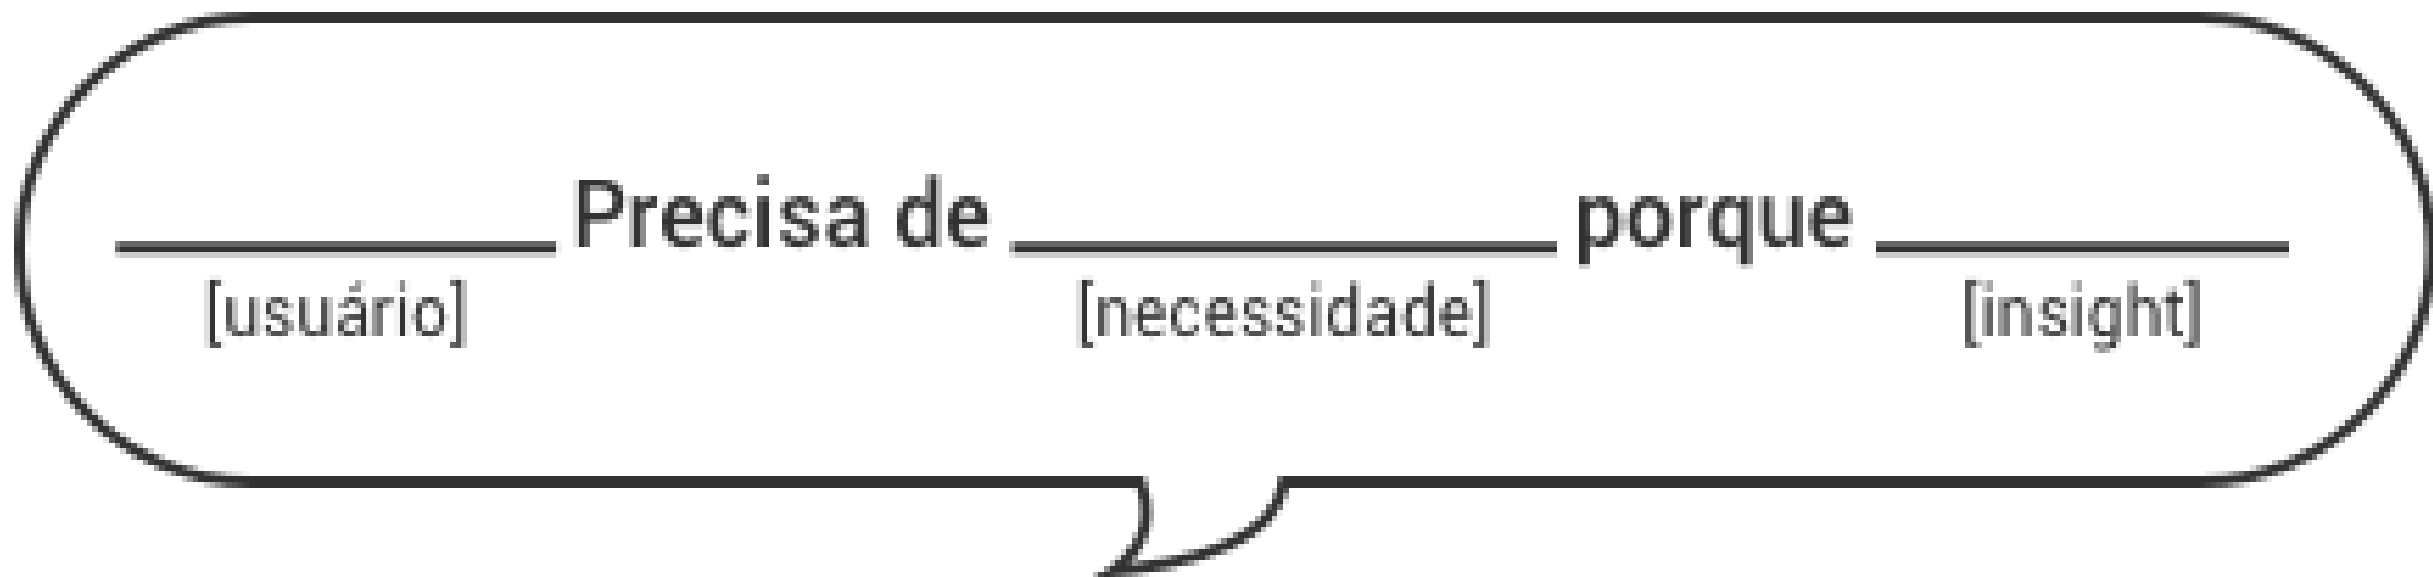 Precisa de porque
[usuário] [necessidade] [insight]